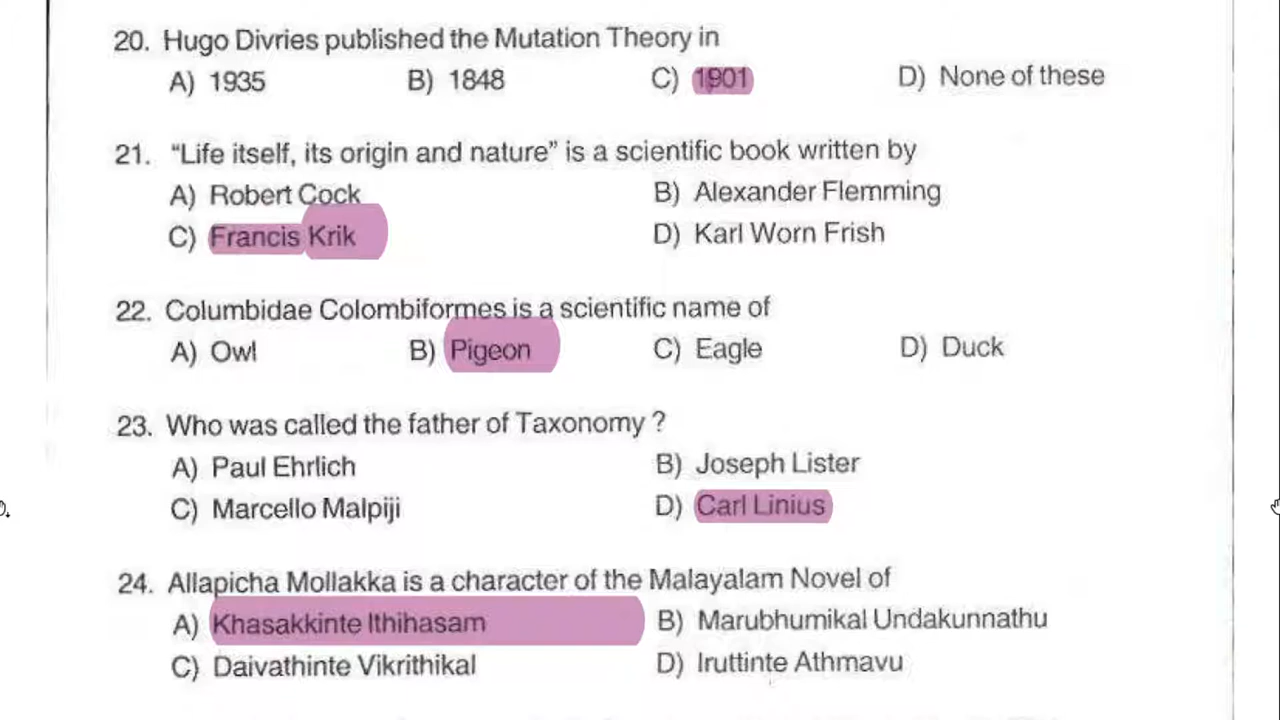 20. Hugo Divries published the Mutation Theory in
A) 1935 B) 1848 C) 1901 D) None of these
21. “Life itself, its origin and nature” is a scientific book written by
A) Robert Cock B) Alexander Flemming
C) Francis Krik D) Karl Worn Frish
22. Columbidae Colombiformes is a scientific name of
A) Owl B) Pigeon C) Eagle D) Duck
23. Who was called the father of Taxonomy ?
A) Paul Ehrlich B) Joseph Lister
C) Marcello Malpiji D) Carl Linius
24. Allapicha Mollakka is a character of the Malayalam Novel of
A) Khasakkinte Ithihasam B) Marubhumikal Undakunnathu
C) Daivathinte Vikrithikal D) Iruttinte Athmavu